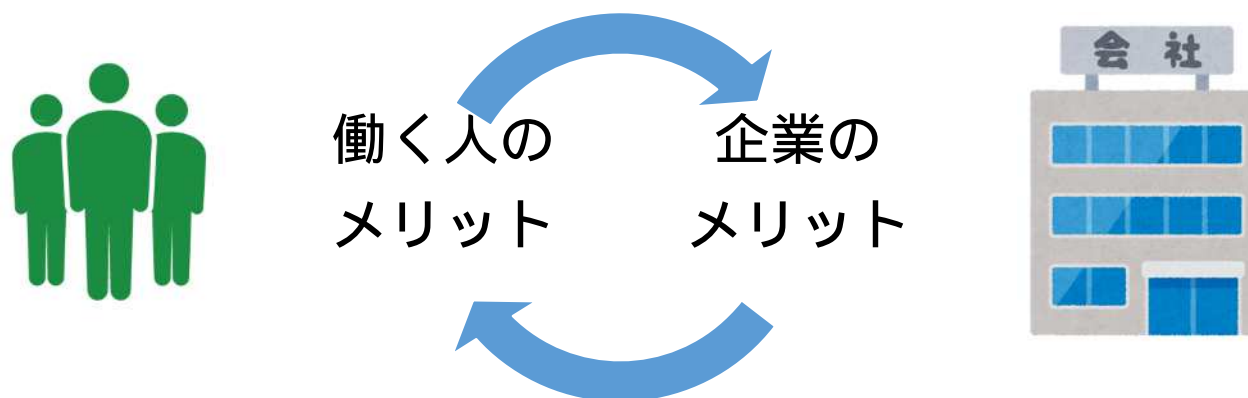 会社
働く人の
メリット
企業の
メリット